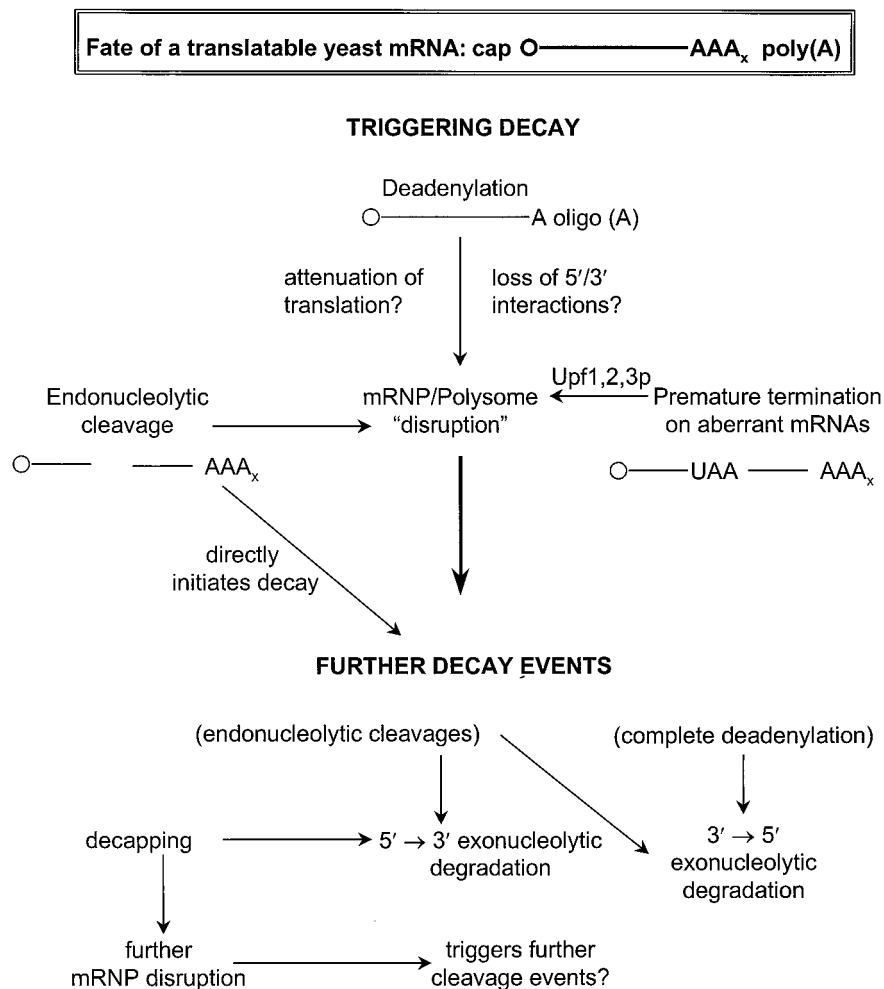 Fate of a translatable yeast mRNA: cap O AAAx poly(A)
TRIGGERING DECAY
Deadenylation
A oligo (A)
attenuation of
translation?
loss of 5′/3′
interactions?
Endonucleolytic
cleavage
AAAx
mRNP/Polysome
“disruption”
Upf1,2,3p
Premature termination
on aberrant mRNAs
UAA AAAx
directly
initiates decay
FURTHER DECAY EVENTS
(endonucleolytic cleavages)
(complete deadenylation)
decapping
5′ → 3′ exonucleolytic
degradation
3′ → 5′
exonucleolytic
degradation
further
mRNP disruption
triggers further
cleavage events?